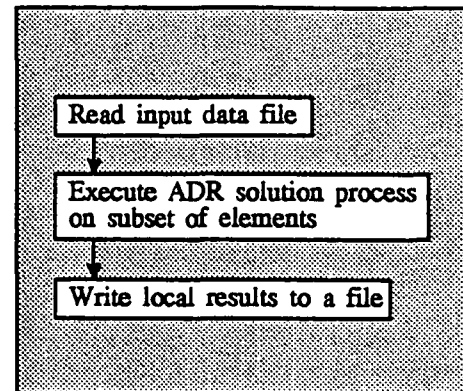 Read input data file
Execute ADR solution process
on subset of elements
Write local results to a file